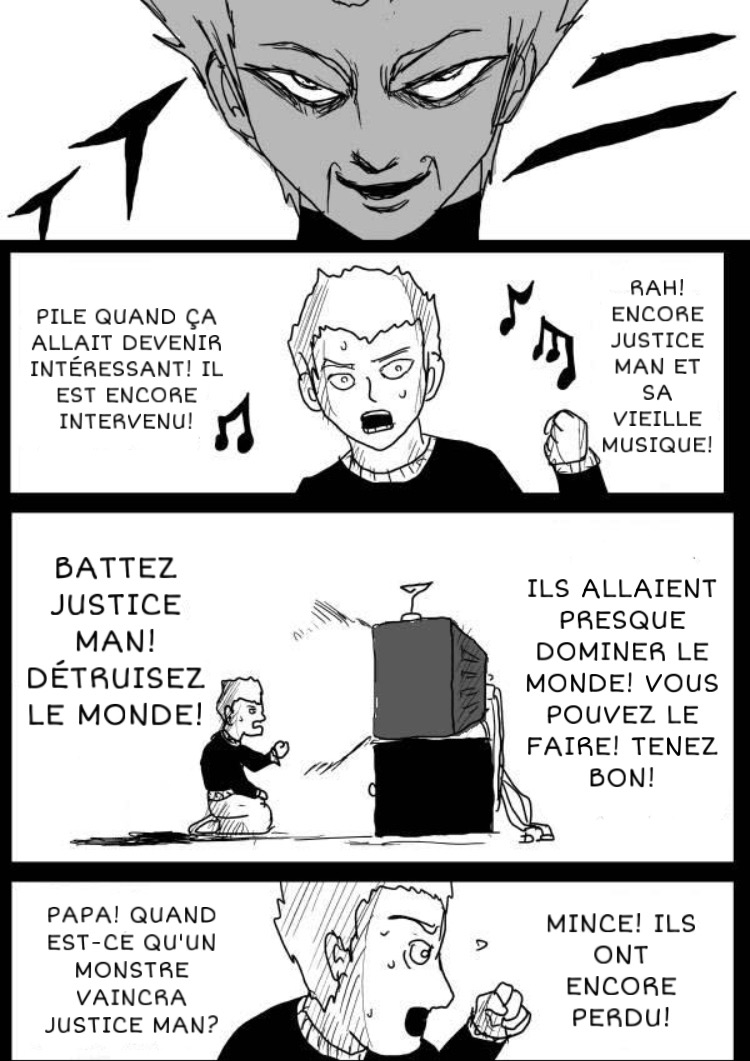 RAH!
ENCORE
JUSTICE
MAN ET
SA
VIEILLE
MUSIQUE!
PILE QUAND ÇA
ALLAIT DEVENIR
INTÉRESSANT! IL
EST ENCORE
INTERVENU!
ILS ALLAIENT
PRESQUE
DOMINER LE
MONDE! VOUS
POUVEZ LE
FAIRE! TENEZ
BON!
BATTEZ
JUSTICE
MAN!
DÉTRUISEZ
LE MONDE!
MINCE! ILS
ONT
ENCORE
PERDU!
PAPA! QUAND
EST-CE QU'UN
MONSTRE
VAINCRA
JUSTICE MAN?